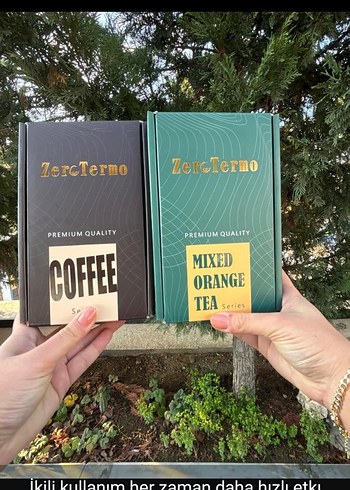 ZeroTermo
PREMIUM QUALITY
COFFEE
ZeroTermo
PREMIUM QUALITY
MIXED
ORANGE
TEA Series
İkili kullanım her zaman daha hızlı etki